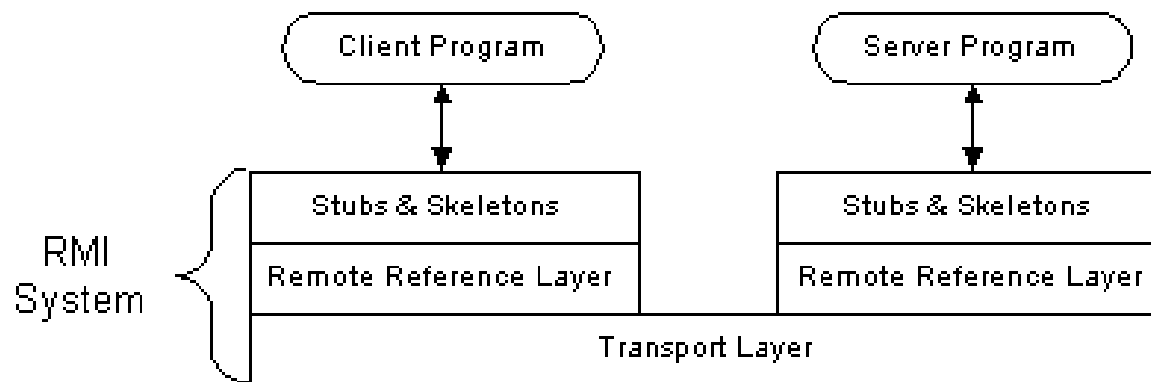 Client Program
Server Program
Stubs & Skeletons
Stubs & Skeletons
RMI
System
Remote Reference Layer
Remote Reference Layer
Transport Layer